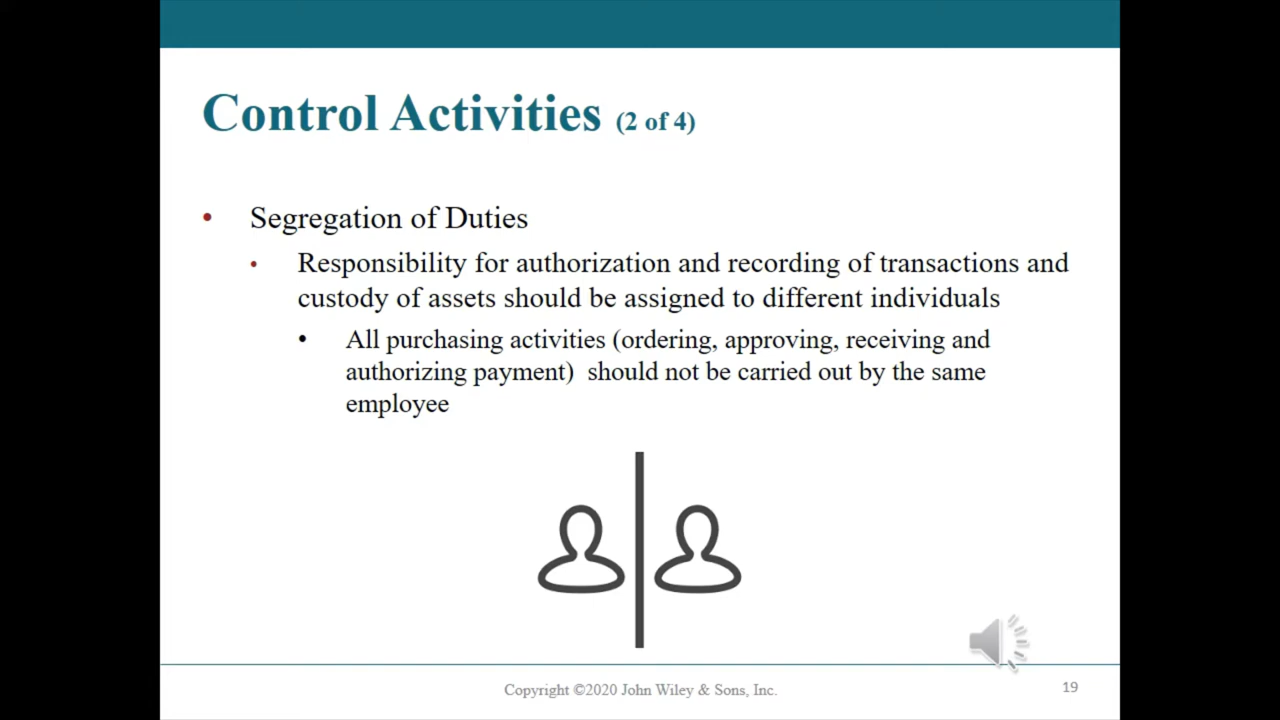 Control Activities (2 of 4)
• Segregation of Duties
• Responsibility for authorization and recording of transactions and
custody of assets should be assigned to different individuals
• All purchasing activities (ordering, approving, receiving and
authorizing payment)  should not be carried out by the same
employee
Copyright ©2020 John Wiley & Sons, Inc.
19